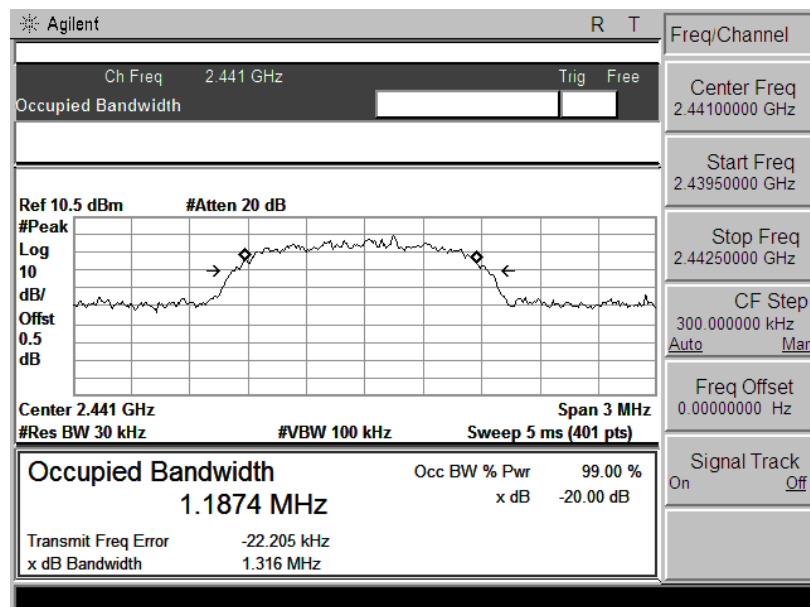 Agilent R T
Ch Freq 2.441 GHz Trig Free
Occupied Bandwidth
Ref 10.5 dBm #Atten 20 dB
#Peak
Log
10
dB/
Offst
0.5
dB
Center 2.441 GHz Span 3 MHz
#Res BW 30 kHz #VBW 100 kHz Sweep 5 ms (401 pts)
Occupied Bandwidth Occ BW % Pwr 99.00 %
1.1874 MHz x dB -20.00 dB
Transmit Freq Error -22.205 kHz
x dB Bandwidth 1.316 MHz
Freq/Channel
Center Freq
2.44100000 GHz
Start Freq
2.43950000 GHz
Stop Freq
2.44250000 GHz
CF Step
300.000000 kHz
Auto Man
Freq Offset
0.00000000 Hz
Signal Track
On Off